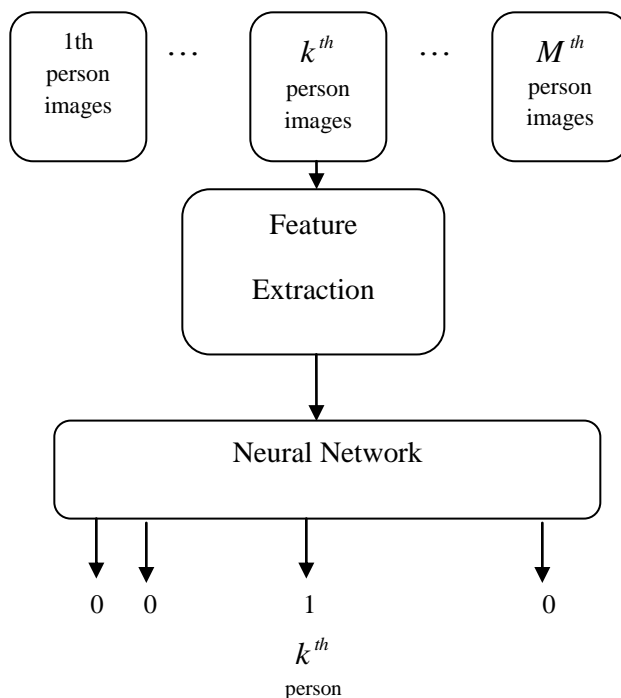 1th
person
images
...
k^th
person
images
...
M^th
person
images
Feature
Extraction
Neural Network
0 0 1 0
k^th
person